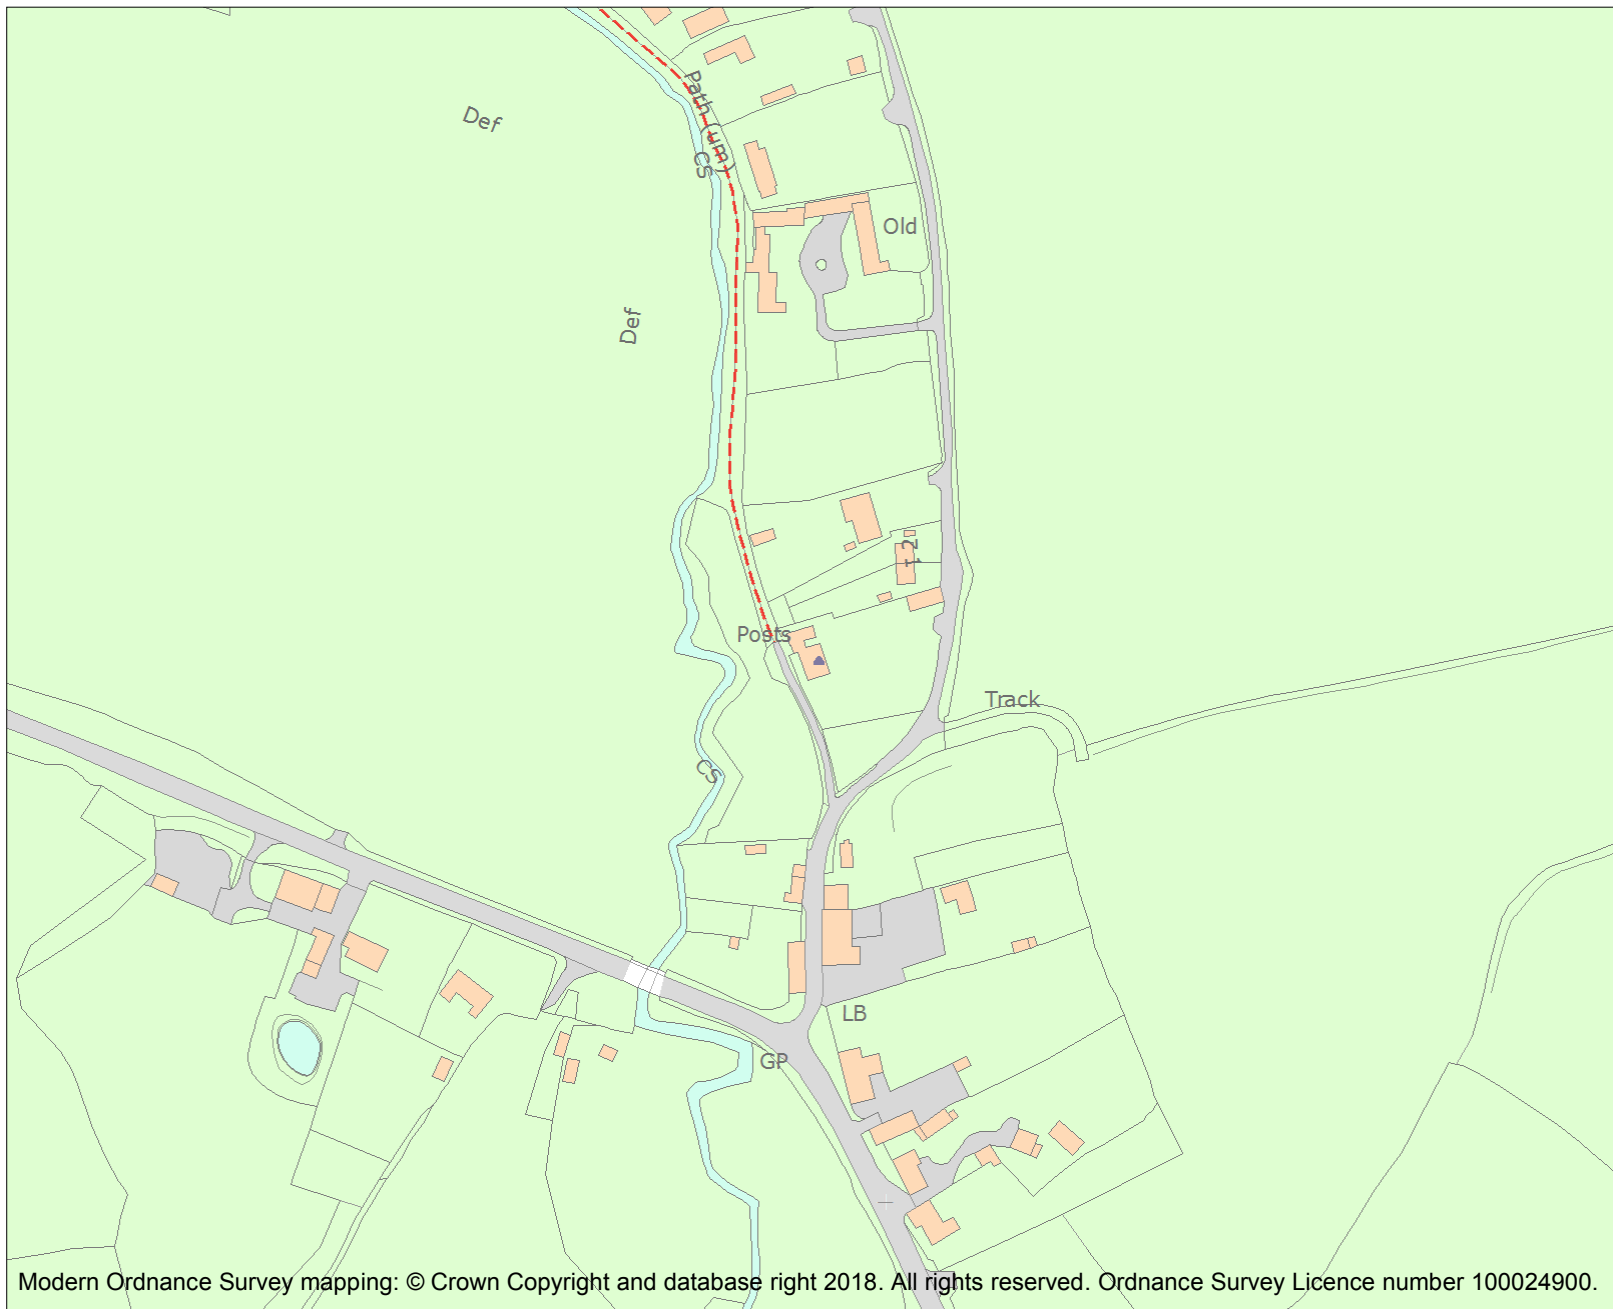 Def
Path (um)
CS
Old
Def
2
1
Posts
Track
CS
LB
GP
Modern Ordnance Survey mapping: © Crown Copyright and database right 2018. All rights reserved. Ordnance Survey Licence number 100024900.